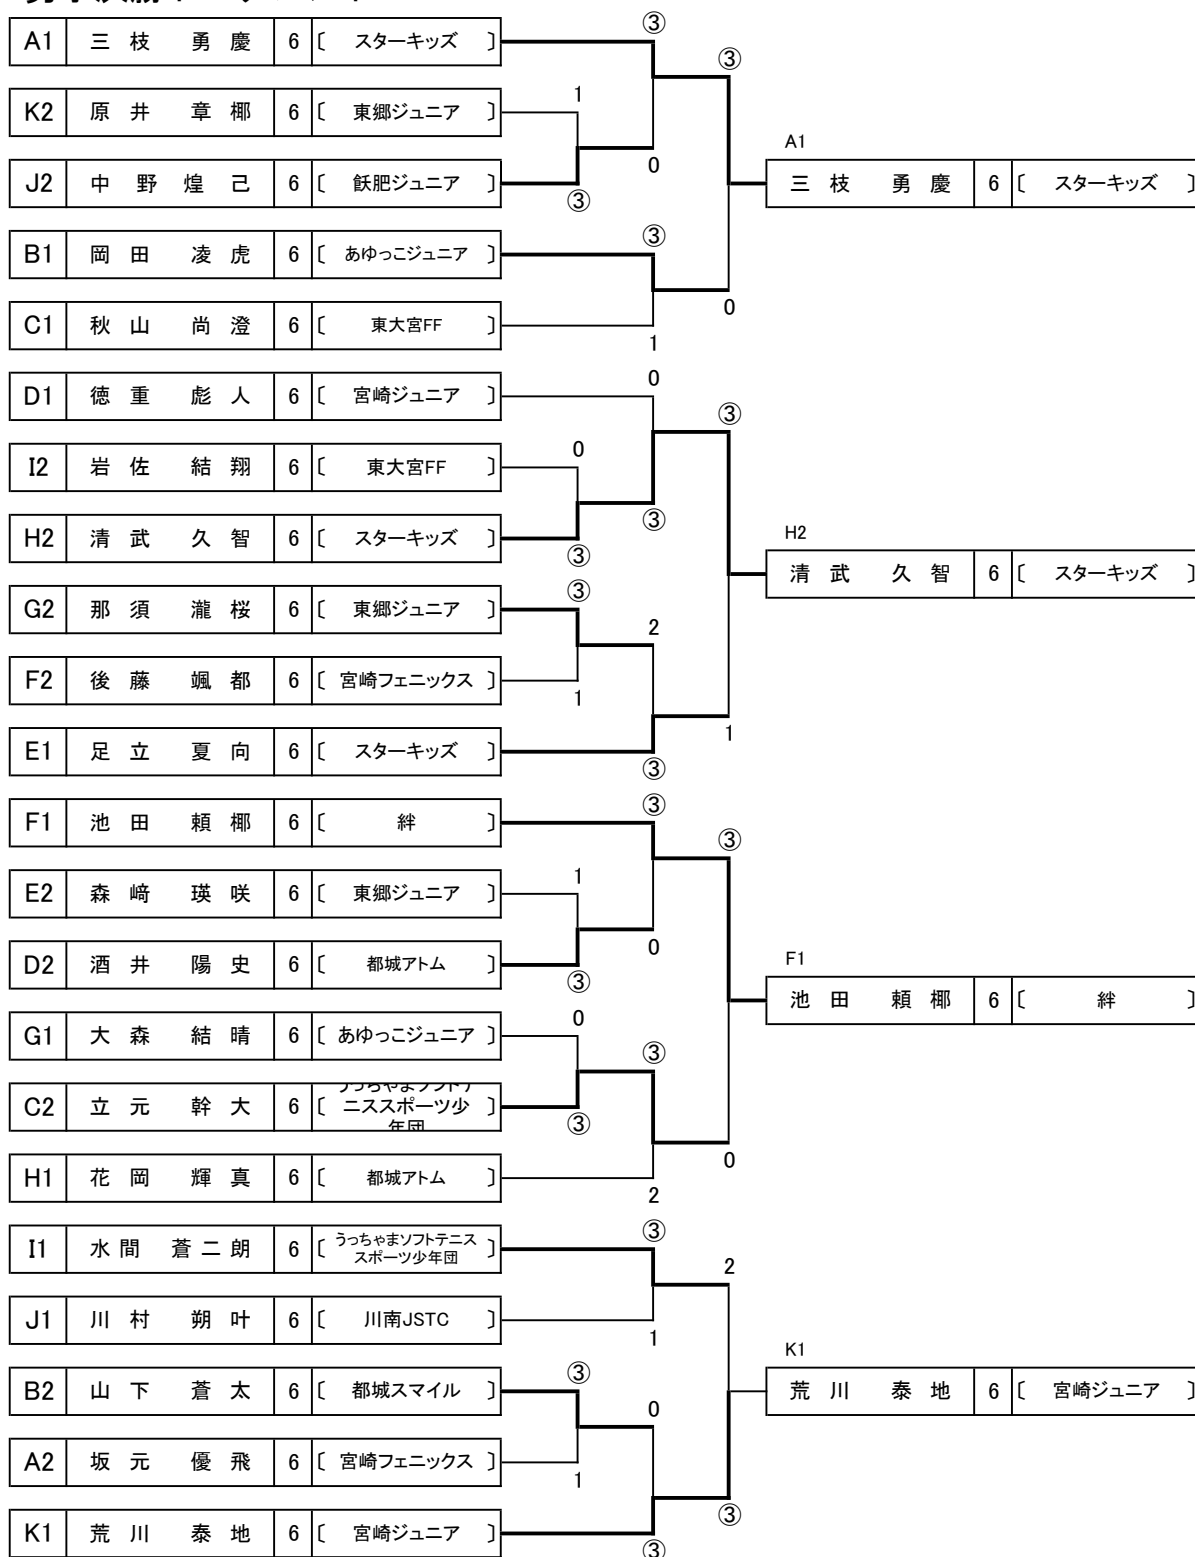 A1 三枝 勇慶 6 〔 スターキッズ 〕
③
③
K2 原井 章椰 6 〔 東郷ジュニア 〕
1
J2 中野 煌己 6 〔 飫肥ジュニア 〕
③
0
A1
三枝 勇慶 6 〔 スターキッズ 〕
B1 岡田 凌虎 6 〔 あゆっこジュニア 〕
③
0
C1 秋山 尚澄 6 〔 東大宮FF 〕
1
D1 徳重 彪人 6 〔 宮崎ジュニア 〕
0
③
I2 岩佐 結翔 6 〔 東大宮FF 〕
0
H2 清武 久智 6 〔 スターキッズ 〕
③
③
H2
清武 久智 6 〔 スターキッズ 〕
G2 那須 瀧桜 6 〔 東郷ジュニア 〕
③
2
F2 後藤 颯都 6 〔 宮崎フェニックス 〕
1
E1 足立 夏向 6 〔 スターキッズ 〕
③
1
F1 池田 頼椰 6 〔 絆 〕
③
③
E2 森﨑 瑛咲 6 〔 東郷ジュニア 〕
1
D2 酒井 陽史 6 〔 都城アトム 〕
③
0
F1
池田 頼椰 6 〔 絆 〕
G1 大森 結晴 6 〔 あゆっこジュニア 〕
0
③
C2 立元 幹大 6 〔 うっちゃまソフトテ
ニススポーツ少
年団 〕
③
0
H1 花岡 輝真 6 〔 都城アトム 〕
2
I1 水間 蒼二朗 6 〔 うっちゃまソフトテニス
スポーツ少年団 〕
③
2
J1 川村 朔叶 6 〔 川南JSTC 〕
1
K1
荒川 泰地 6 〔 宮崎ジュニア 〕
B2 山下 蒼太 6 〔 都城スマイル 〕
③
0
A2 坂元 優飛 6 〔 宮崎フェニックス 〕
1
K1 荒川 泰地 6 〔 宮崎ジュニア 〕
③
③